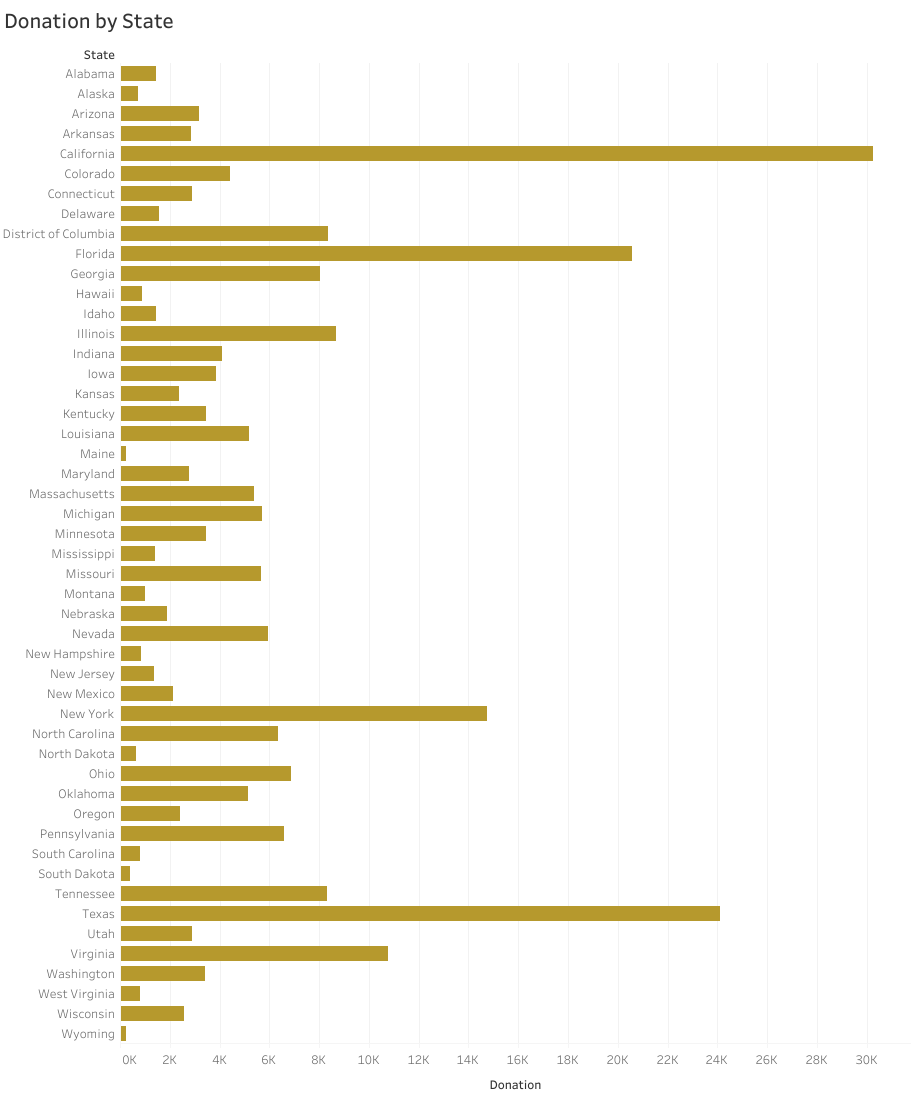 Donation by State
State
Alabama
Alaska
Arizona
Arkansas
California
Colorado
Connecticut
Delaware
District of Columbia
Florida
Georgia
Hawaii
Idaho
Illinois
Indiana
Iowa
Kansas
Kentucky
Louisiana
Maine
Maryland
Massachusetts
Michigan
Minnesota
Mississippi
Missouri
Montana
Nebraska
Nevada
New Hampshire
New Jersey
New Mexico
New York
North Carolina
North Dakota
Ohio
Oklahoma
Oregon
Pennsylvania
South Carolina
South Dakota
Tennessee
Texas
Utah
Virginia
Washington
West Virginia
Wisconsin
Wyoming
0K 2K 4K 6K 8K 10K 12K 14K 16K 18K 20K 22K 24K 26K 28K 30K
Donation